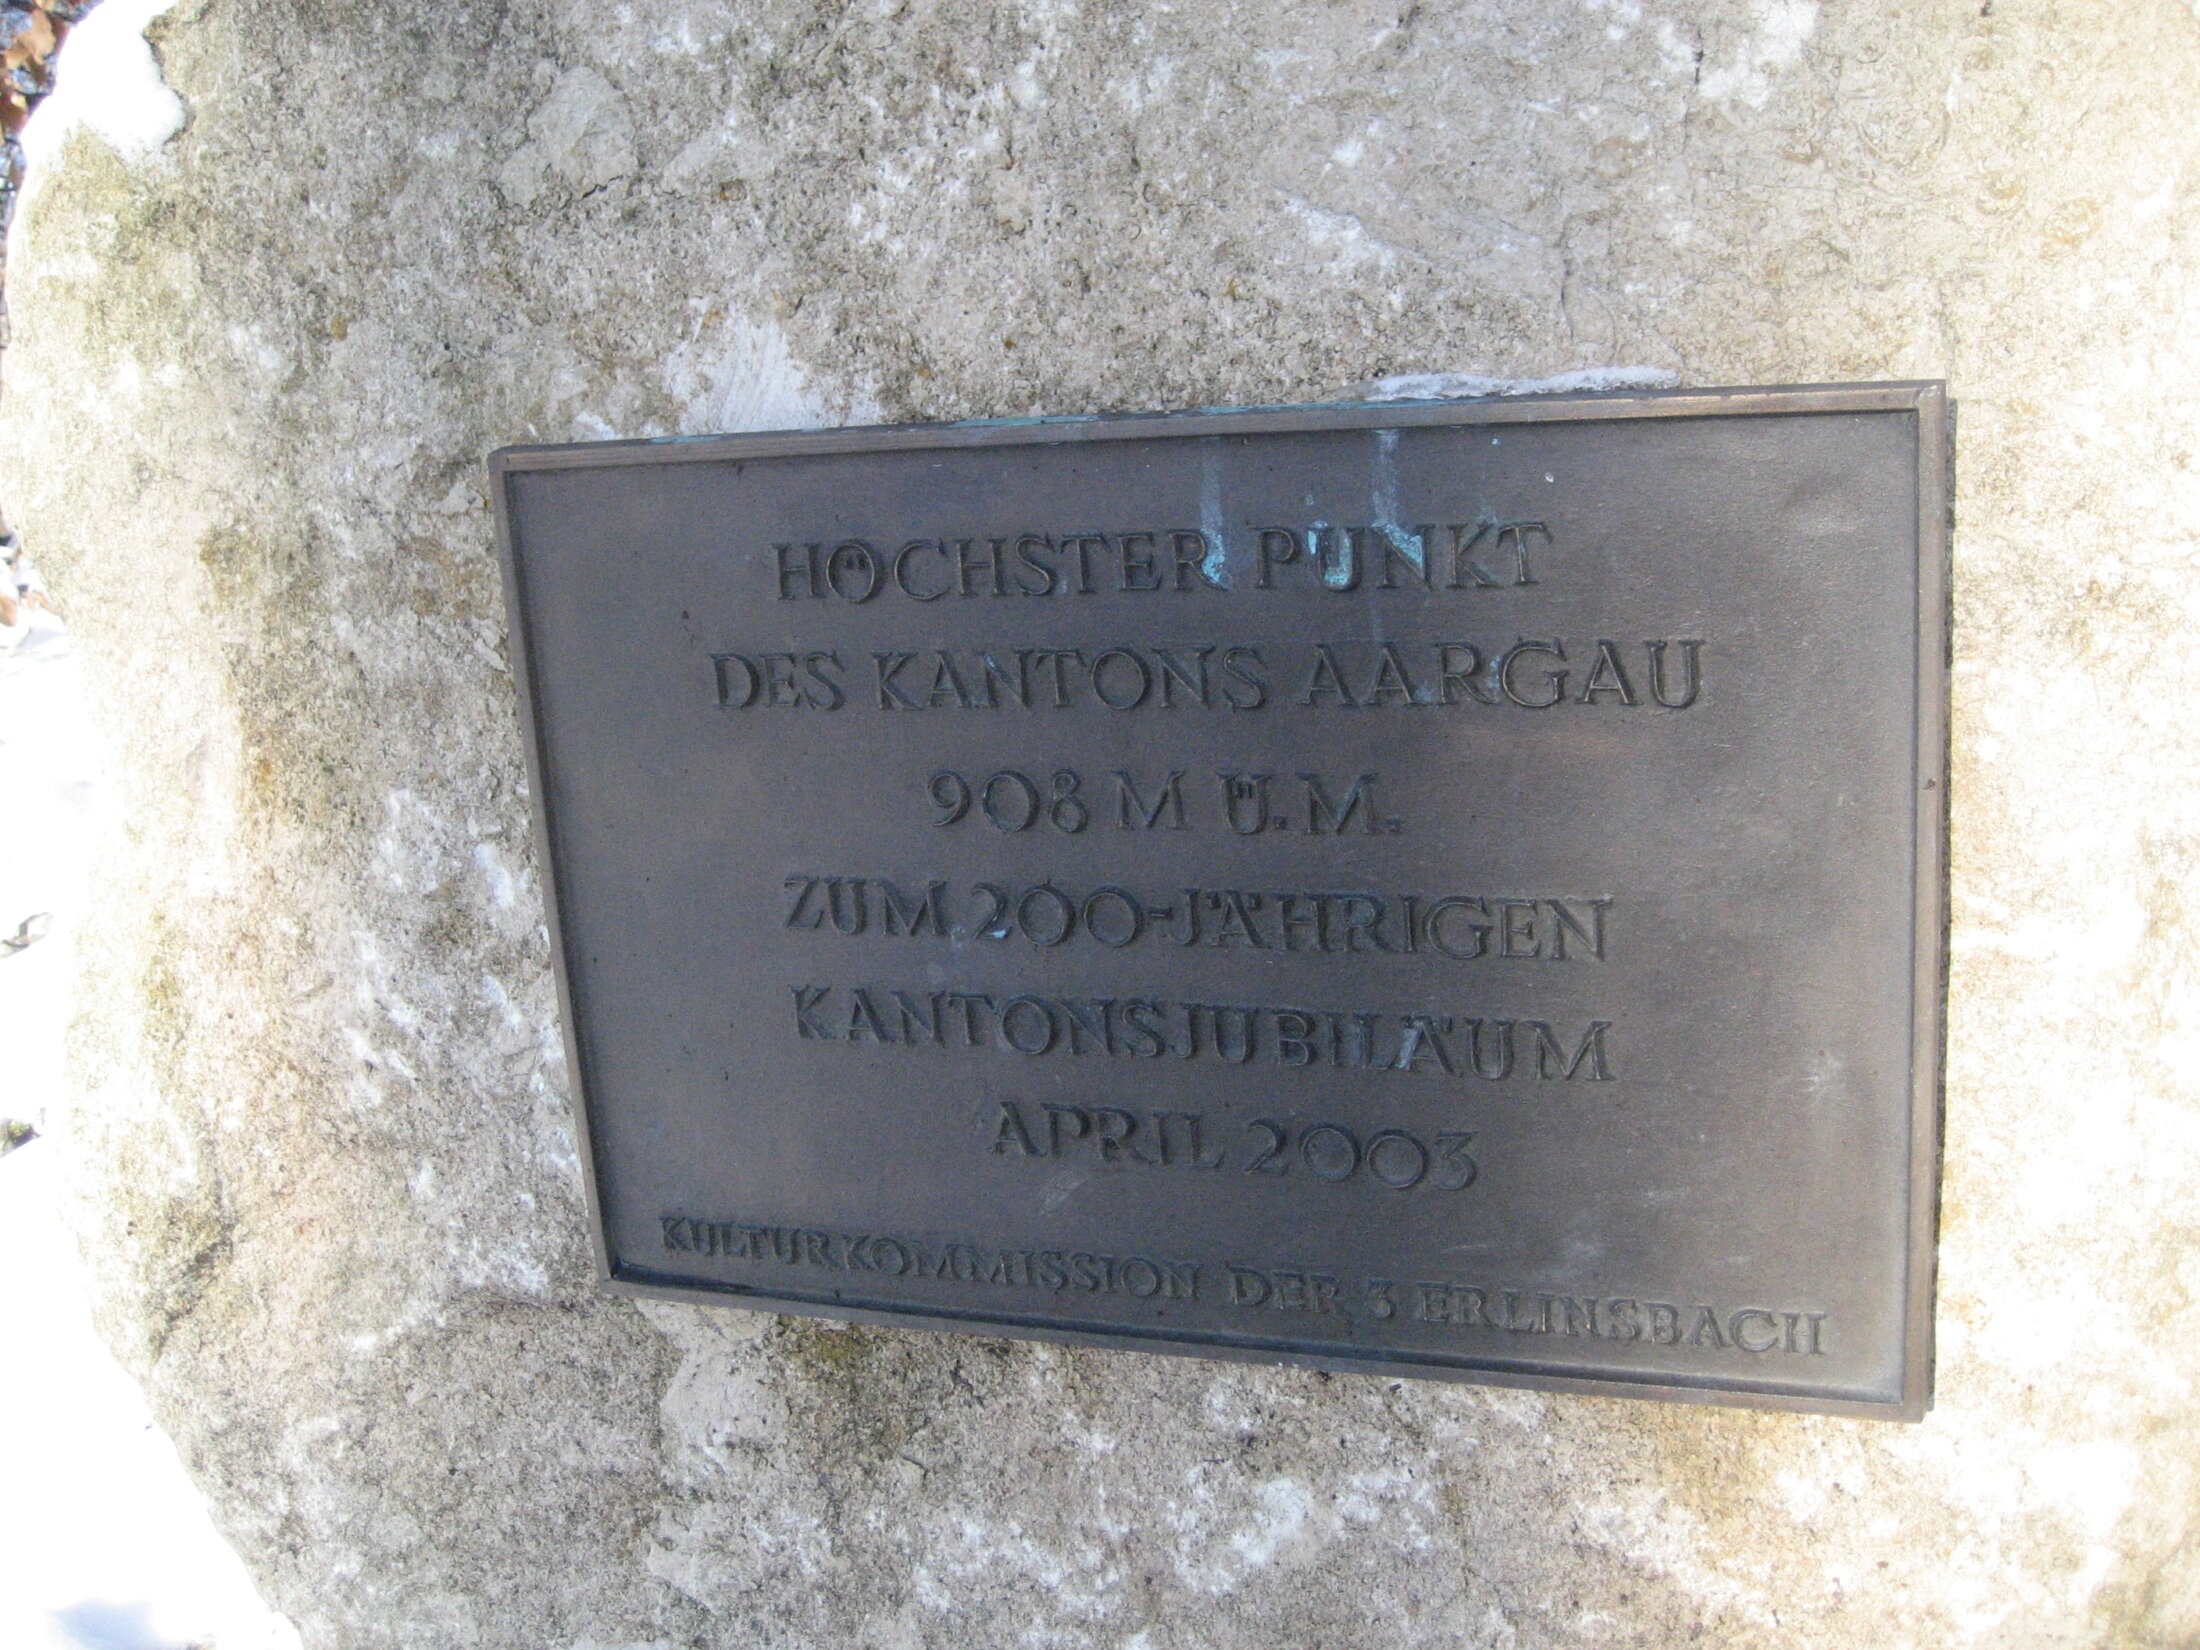 HÖCHSTER PUNKT
DES KANTONS AARGAU
908 M Ü.M.
ZUM 200-JÄHRIGEN
KANTONSJUBILÄUM
APRIL 2003
KULTURKOMMISSION DER 3 ERLINSBACH